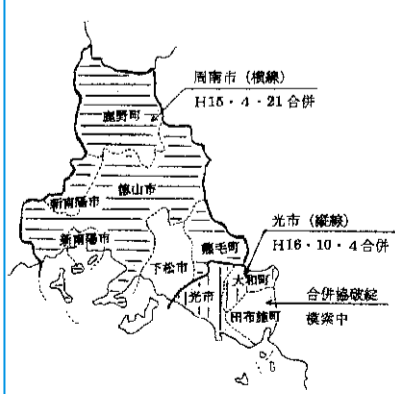 周南市（横線）
H15・4・21合併
鹿野町
徳山市
新南陽市
新南陽市
熊毛町
下松市
光市
光市（縦線）
H16・10・4合併
大和町
田布施町
合併協破綻
模索中